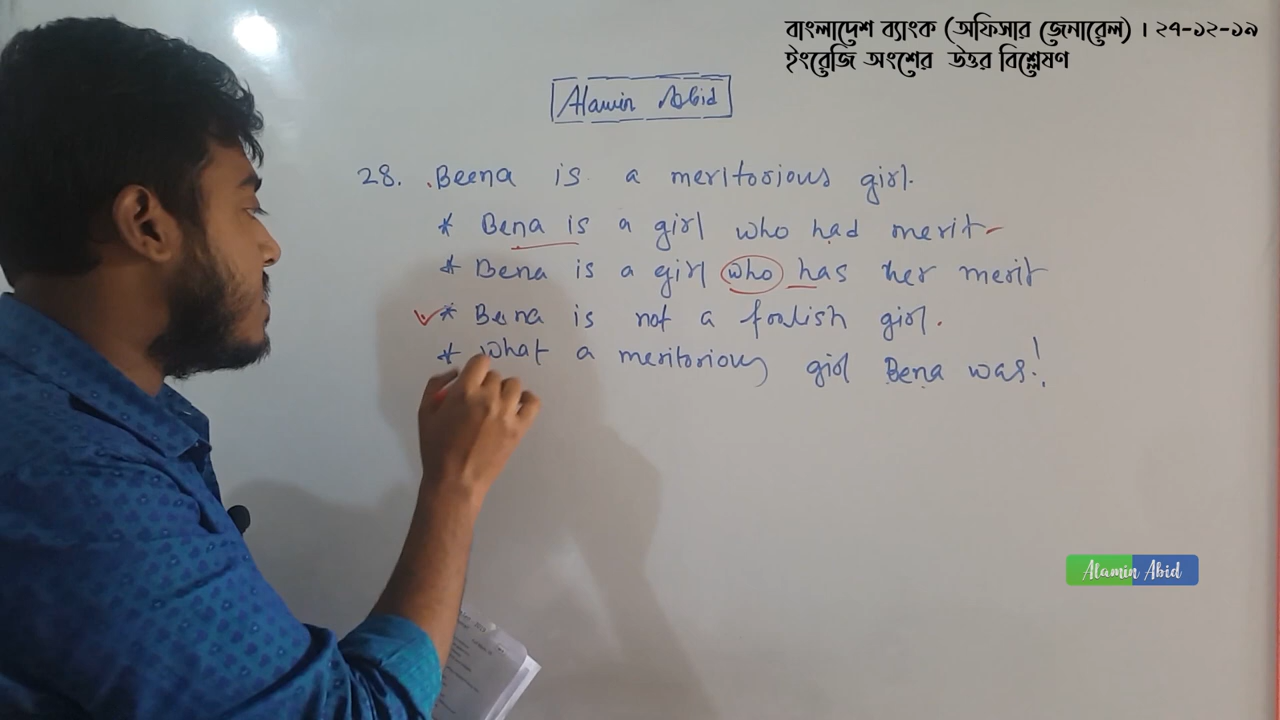 বাংলাদেশ ব্যাংক (অফিসার জেনারেল) । ২৭-১২-১৯
ইংরেজি অংশের উত্তর বিশ্লেষণ
Alamin Abid
28. Beena is a meritorious girl.
* Bena is a girl who had merit
* Bena is a girl who has her merit
* Bena is not a foolish girl.
* What a meritorious girl Bena was!
Alamin Abid